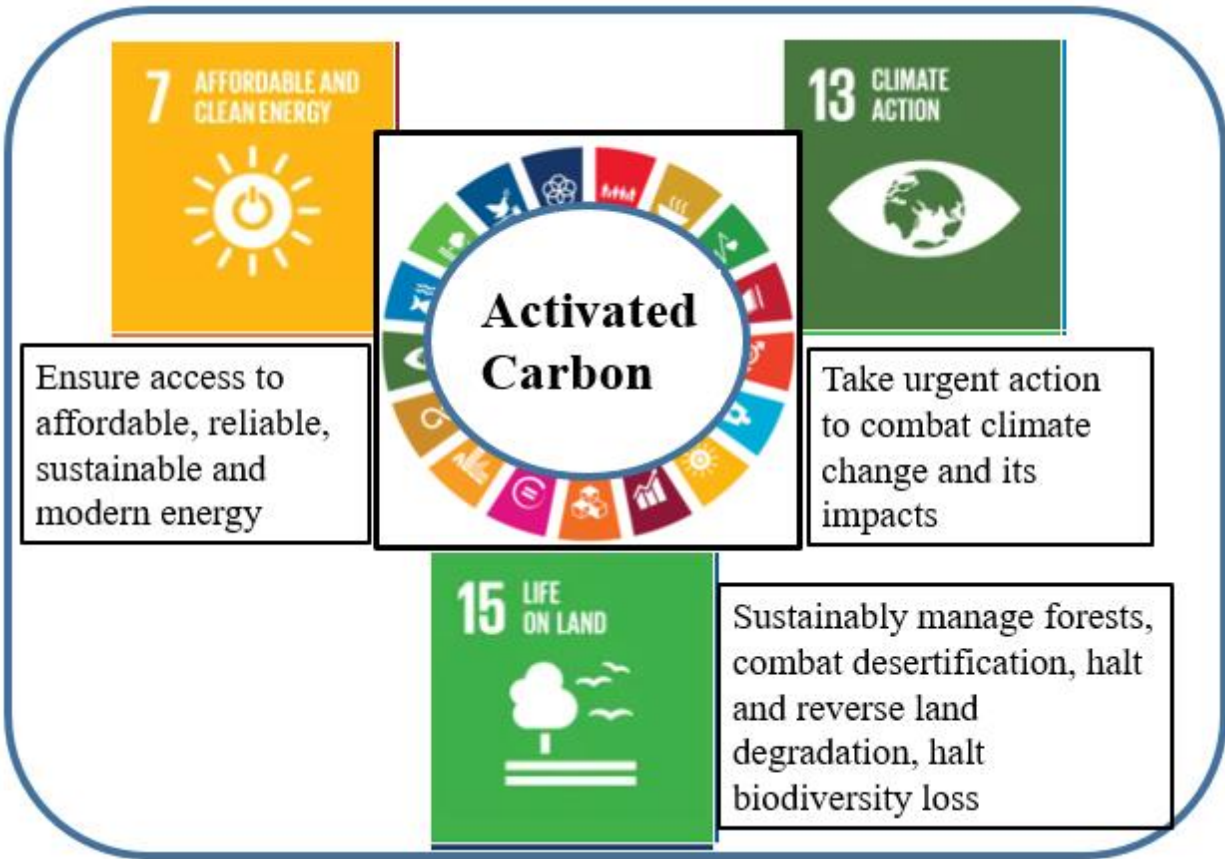 7 AFFORDABLE AND
CLEAN ENERGY
13 CLIMATE
ACTION
Activated
Carbon
Ensure access to
affordable, reliable,
sustainable and
modern energy
Take urgent action
to combat climate
change and its
impacts
15 LIFE
ON LAND
Sustainably manage forests,
combat desertification, halt
and reverse land
degradation, halt
biodiversity loss